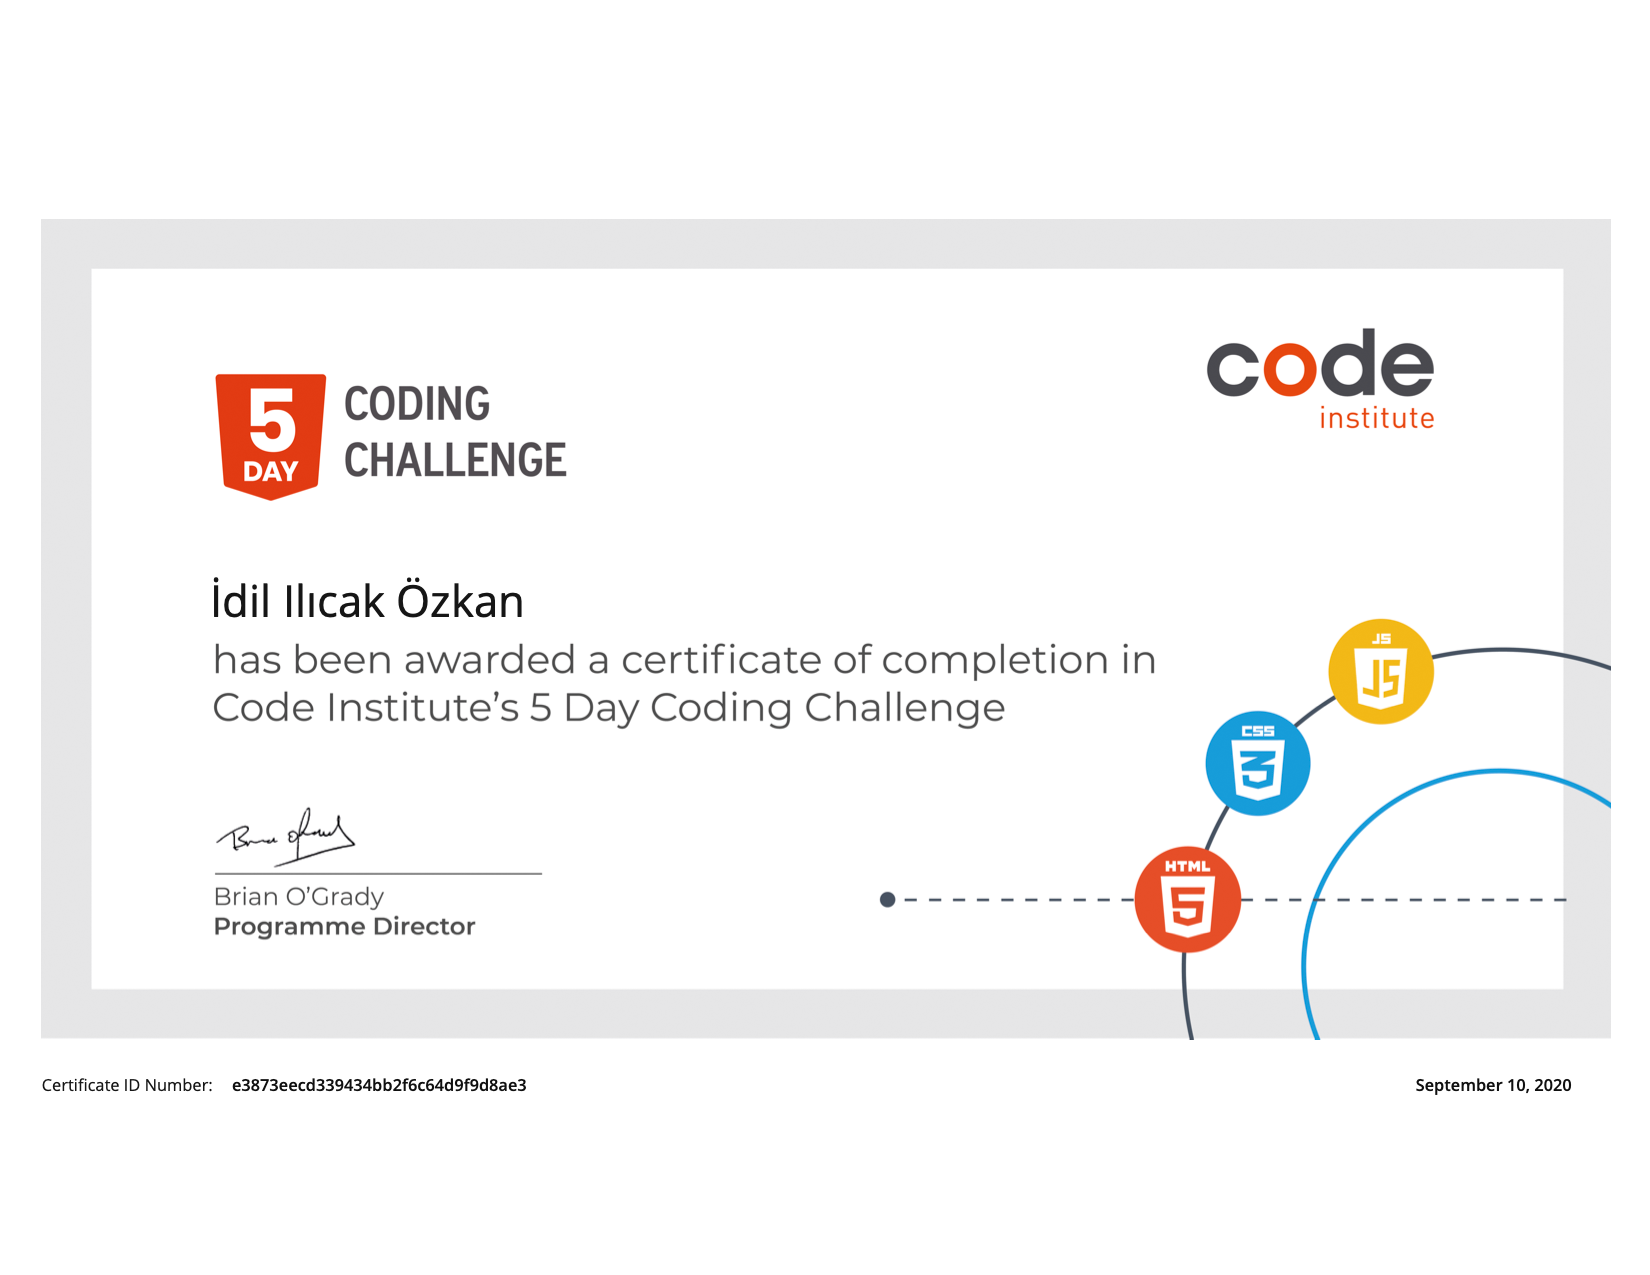 5
DAY
CODING
CHALLENGE
code
institute
İdil Ilıcak Özkan
has been awarded a certificate of completion in
Code Institute’s 5 Day Coding Challenge
JS
JS
CSS
3
HTML
5
Brian O’Grady
Programme Director
Certificate ID Number: e3873eecd339434bb2f6c64d9f9d8ae3
September 10, 2020